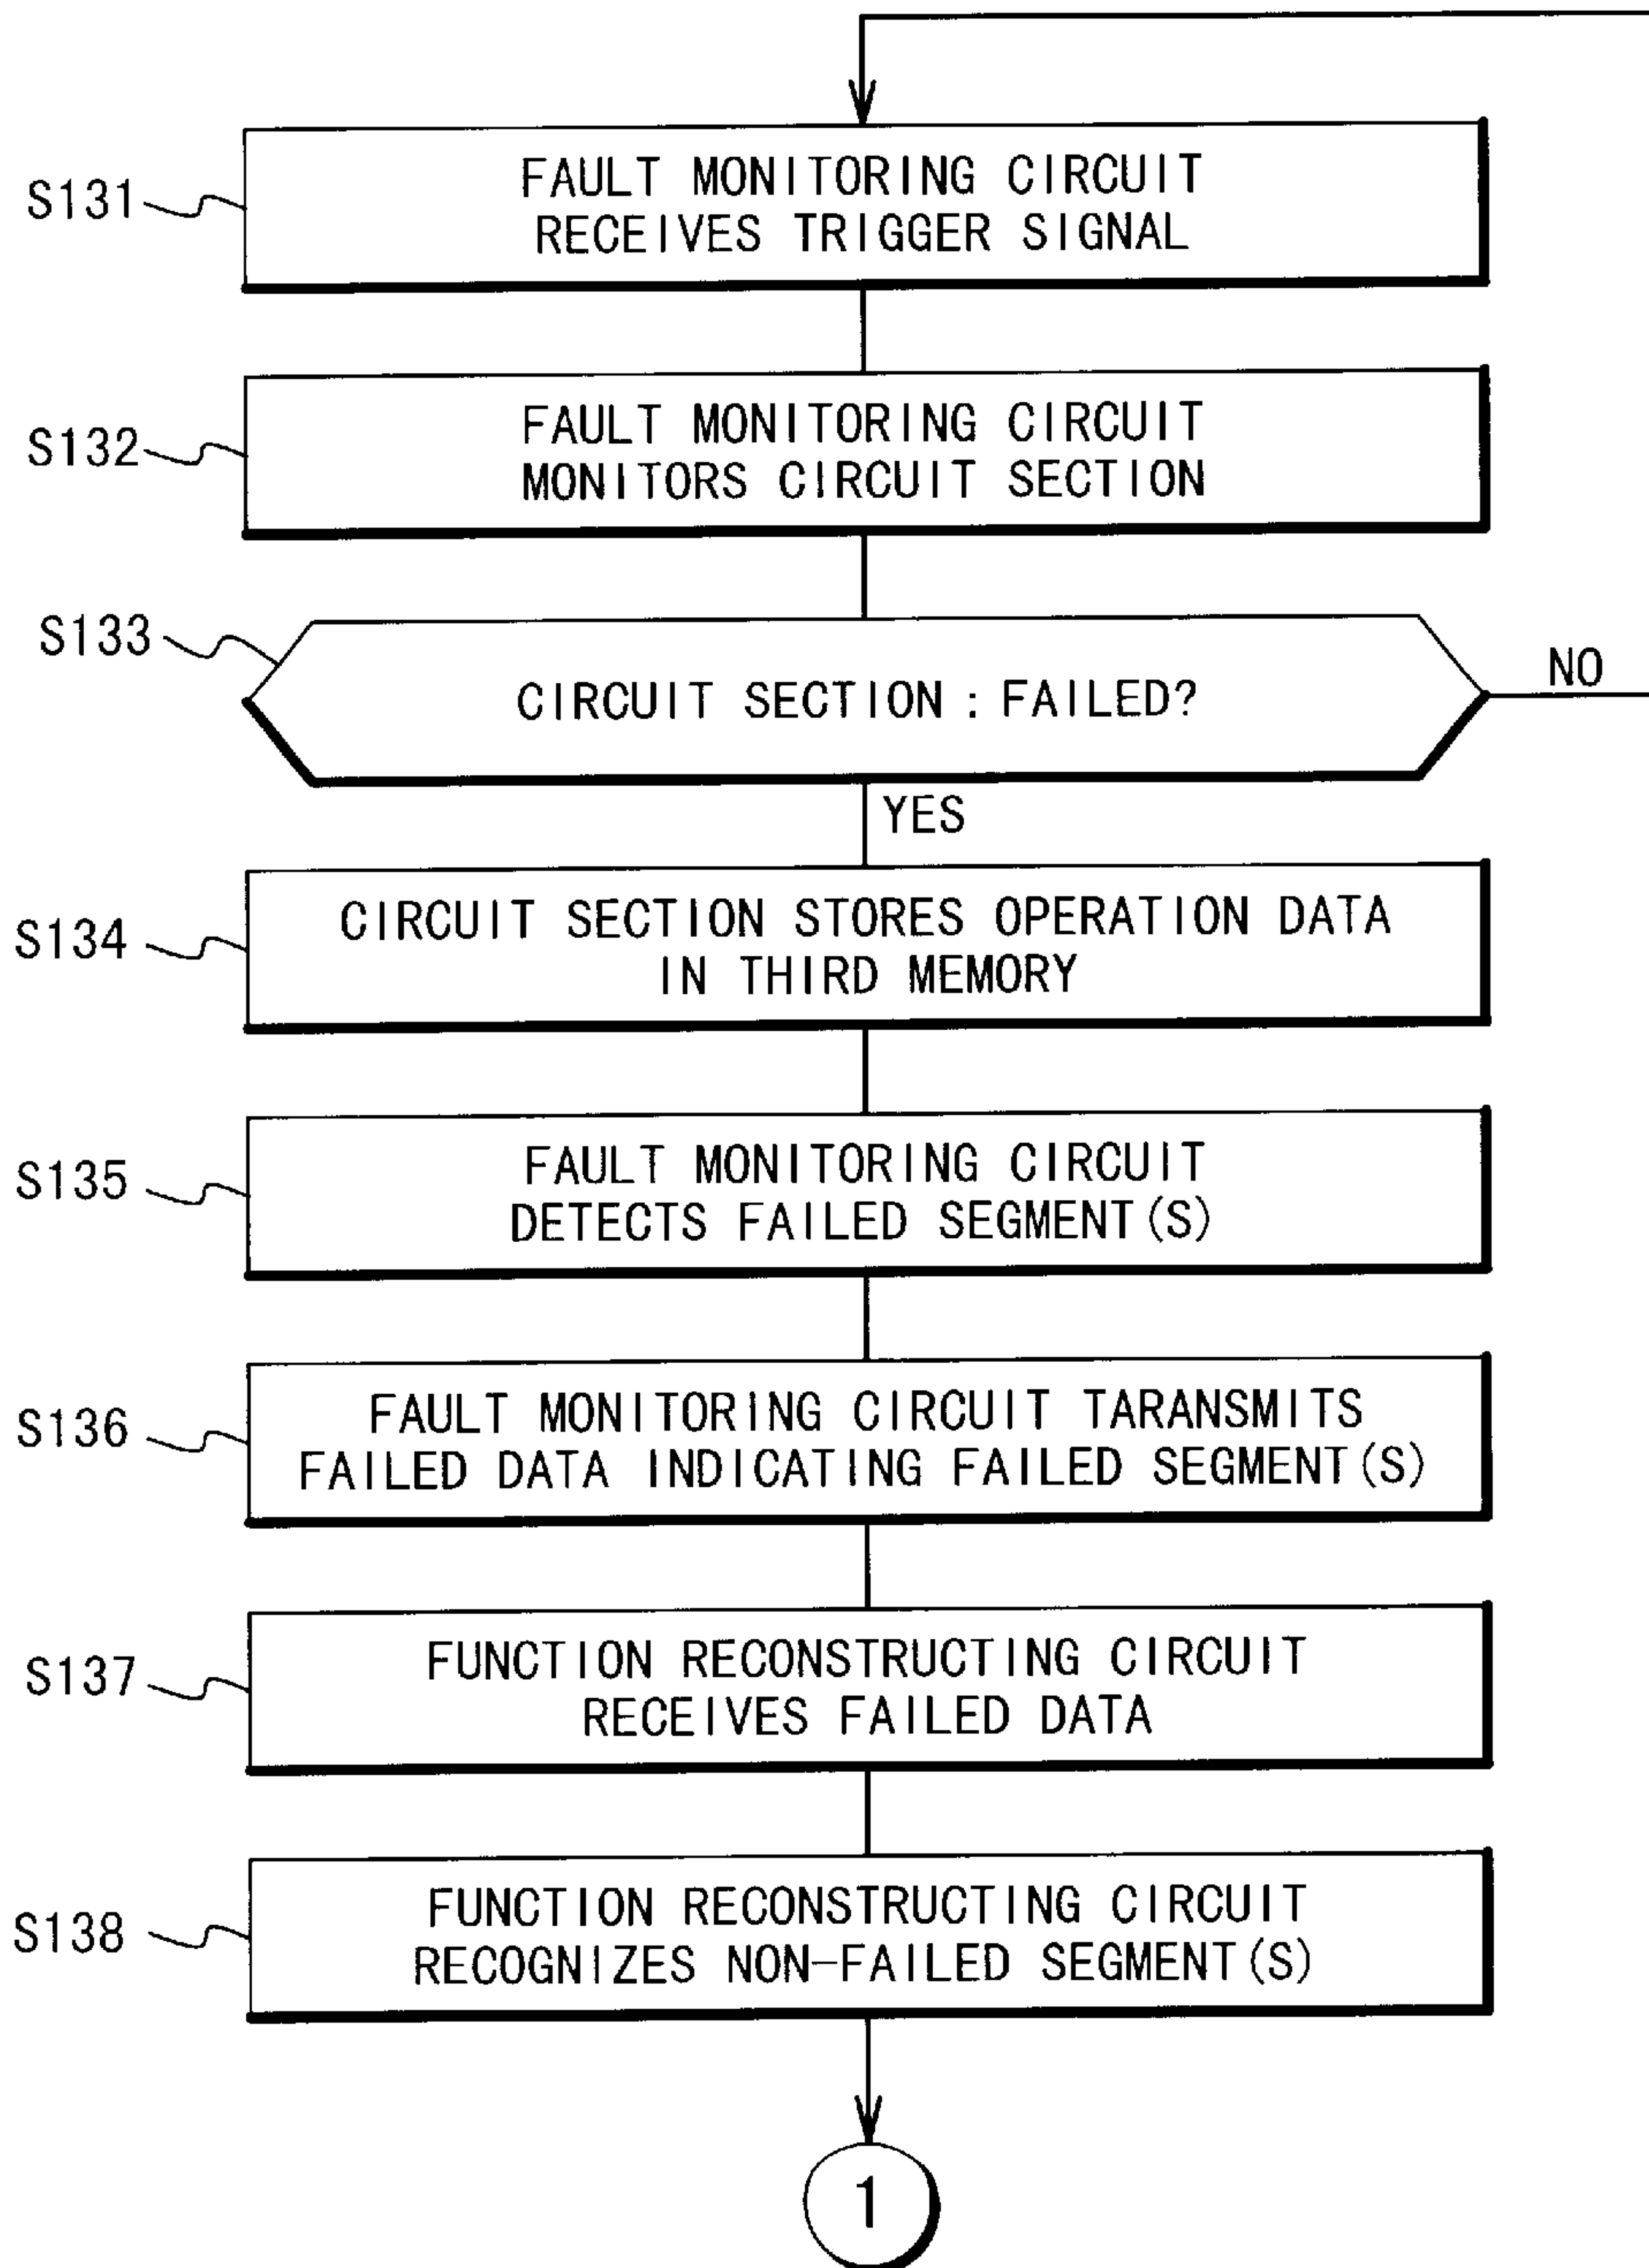 S131
FAULT MONITORING CIRCUIT
RECEIVES TRIGGER SIGNAL
S132
FAULT MONITORING CIRCUIT
MONITORS CIRCUIT SECTION
S133
CIRCUIT SECTION : FAILED?
NO
YES
S134
CIRCUIT SECTION STORES OPERATION DATA
IN THIRD MEMORY
S135
FAULT MONITORING CIRCUIT
DETECTS FAILED SEGMENT(S)
S136
FAULT MONITORING CIRCUIT TARANSMITS
FAILED DATA INDICATING FAILED SEGMENT(S)
S137
FUNCTION RECONSTRUCTING CIRCUIT
RECEIVES FAILED DATA
S138
FUNCTION RECONSTRUCTING CIRCUIT
RECOGNIZES NON-FAILED SEGMENT(S)
1